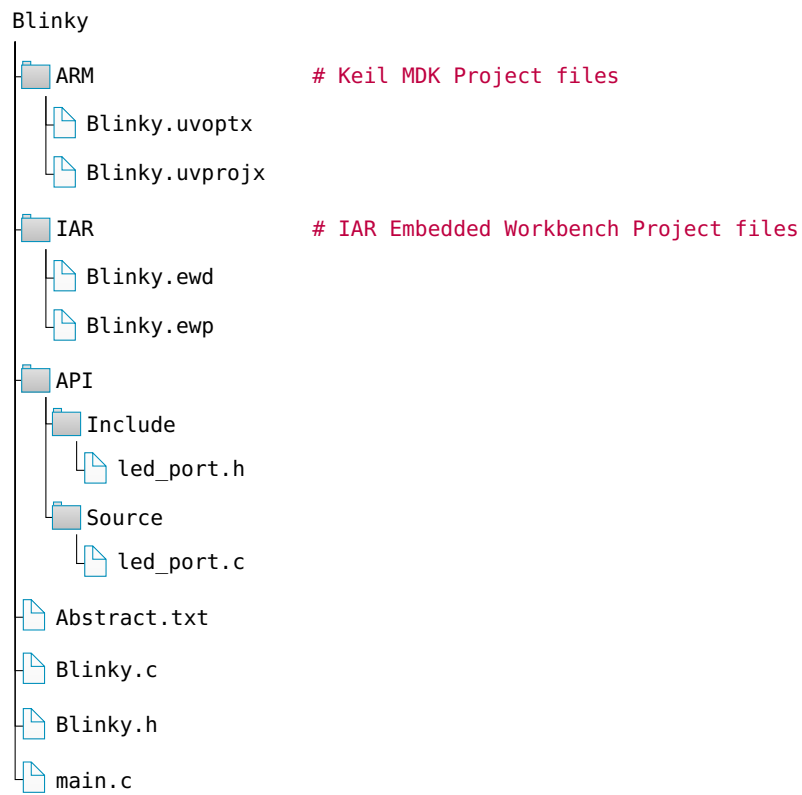 Blinky
ARM # Keil MDK Project files
Blinky.uvoptx
Blinky.uvprojx
IAR # IAR Embedded Workbench Project files
Blinky.ewd
Blinky.ewp
API
Include
led_port.h
Source
led_port.c
Abstract.txt
Blinky.c
Blinky.h
main.c